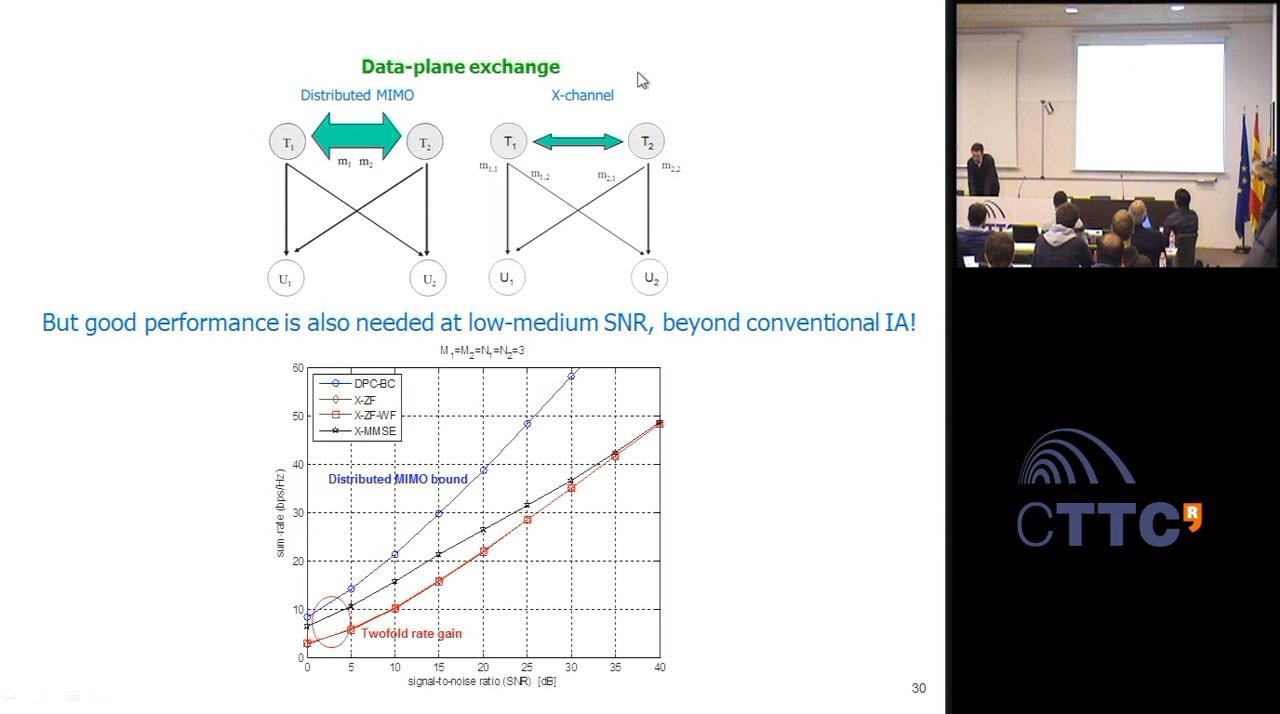 Data-plane exchange
Distributed MIMO
X-channel
T1
T2
m1 m2
U1
U2
T1
T2
m1,1
m1,2
m2,1
m2,2
U1
U2
But good performance is also needed at low-medium SNR, beyond conventional IA!
M1=M2=N1=N2=3
60
50
40
30
20
10
0
sum-rate (bps/Hz)
DPC-BC
X-ZF
X-ZF-WF
X-MMSE
Distributed MIMO bound
Twofold rate gain
0 5 10 15 20 25 30 35 40
signal-to-noise ratio (SNR) [dB]
30
CTTC
R